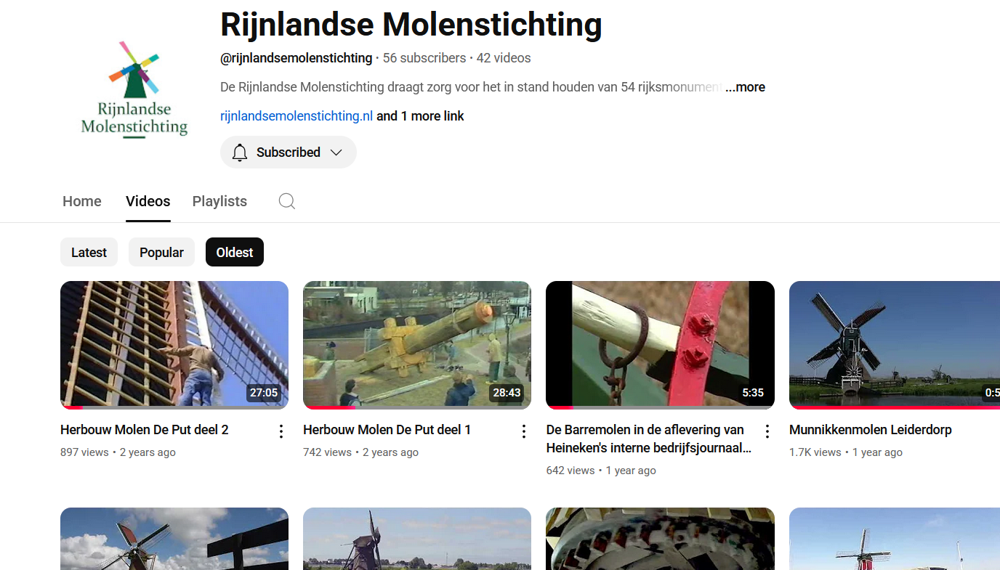 Rijnlandse Molenstichting
@rijnlandsemolenstichting • 56 subscribers • 42 videos
De Rijnlandse Molenstichting draagt zorg voor het in stand houden van 54 rijksmonument ...more
rijnlandsemolenstichting.nl and 1 more link
Subscribed
Rijnlandse
Molenstichting
Home Videos Playlists
Latest Popular Oldest
27:05 28:43 5:35 0:5
Herbouw Molen De Put deel 2
897 views • 2 years ago
Herbouw Molen De Put deel 1
742 views • 2 years ago
De Barremolen in de aflevering van
Heineken's interne bedrijfsjournaal...
642 views • 1 year ago
Munnikkenmolen Leiderdorp
1.7K views • 1 year ago